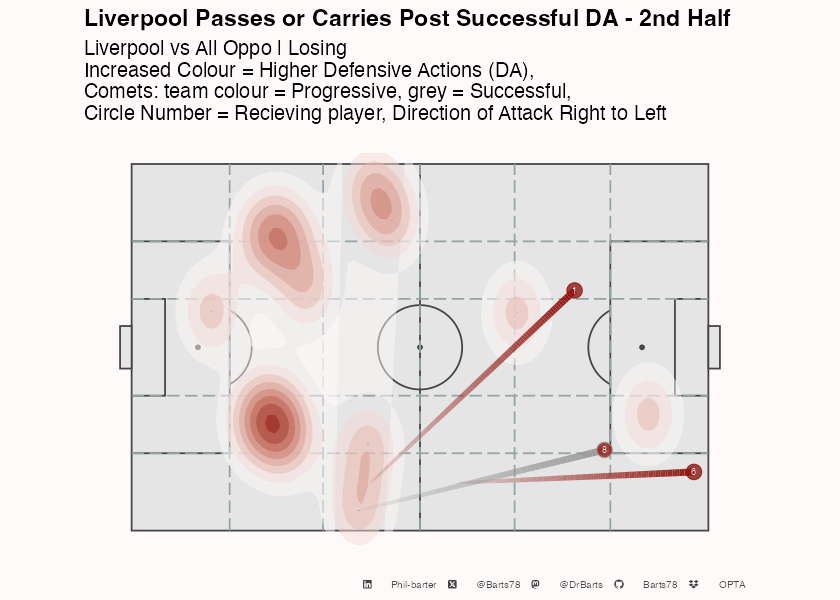 Liverpool Passes or Carries Post Successful DA - 2nd Half
Liverpool vs All Oppo | Losing
Increased Colour = Higher Defensive Actions (DA),
Comets: team colour = Progressive, grey = Successful,
Circle Number = Recieving player, Direction of Attack Right to Left
1
8
6
Phil-barter @Barts78 @DrBarts Barts78 OPTA